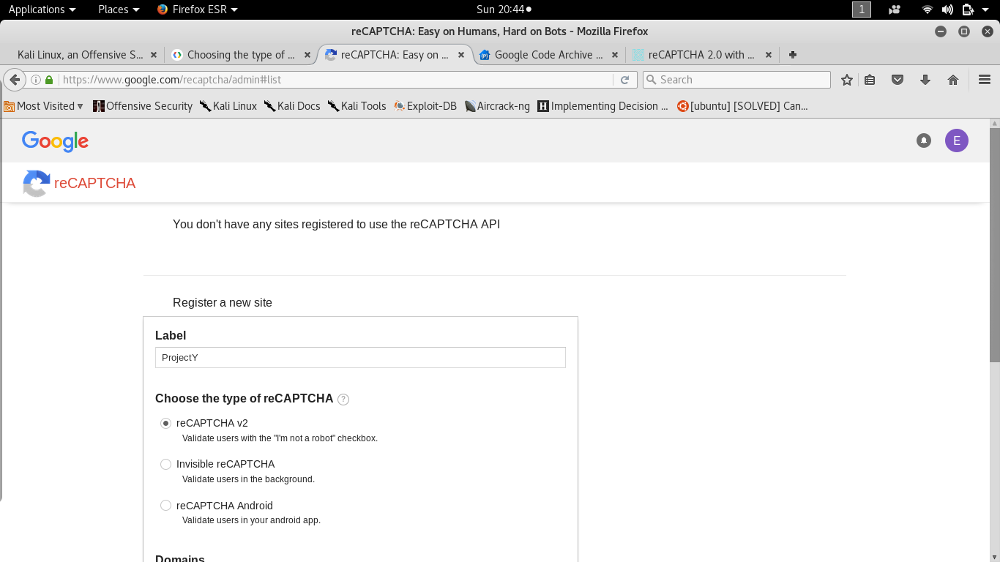 Applications Places Firefox ESR Sun 20:44 1
reCAPTCHA: Easy on Humans, Hard on Bots - Mozilla Firefox
Kali Linux, an Offensive S... Choosing the type of ... reCAPTCHA: Easy on ... Google Code Archive ... reCAPTCHA 2.0 with ...
https://www.google.com/recaptcha/admin#list Search
Most Visited Offensive Security Kali Linux Kali Docs Kali Tools Exploit-DB Aircrack-ng Implementing Decision ... [ubuntu] [SOLVED] Can...
Google E
reCAPTCHA
You don't have any sites registered to use the reCAPTCHA API
Register a new site
Label
ProjectY
Choose the type of reCAPTCHA ?
reCAPTCHA v2
Validate users with the "I'm not a robot" checkbox.
Invisible reCAPTCHA
Validate users in the background.
reCAPTCHA Android
Validate users in your android app.
Domains